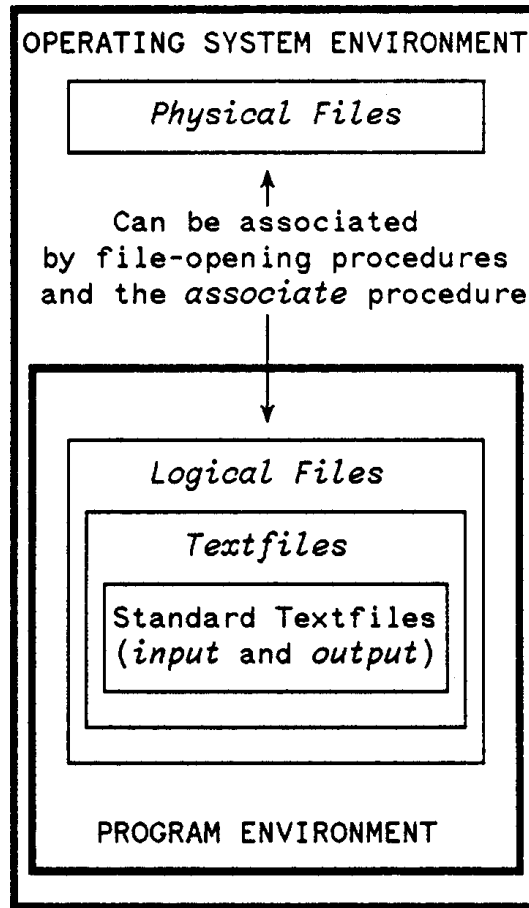 OPERATING SYSTEM ENVIRONMENT
Physical Files
Can be associated
by file-opening procedures
and the associate procedure
Logical Files
Textfiles
Standard Textfiles
(input and output)
PROGRAM ENVIRONMENT